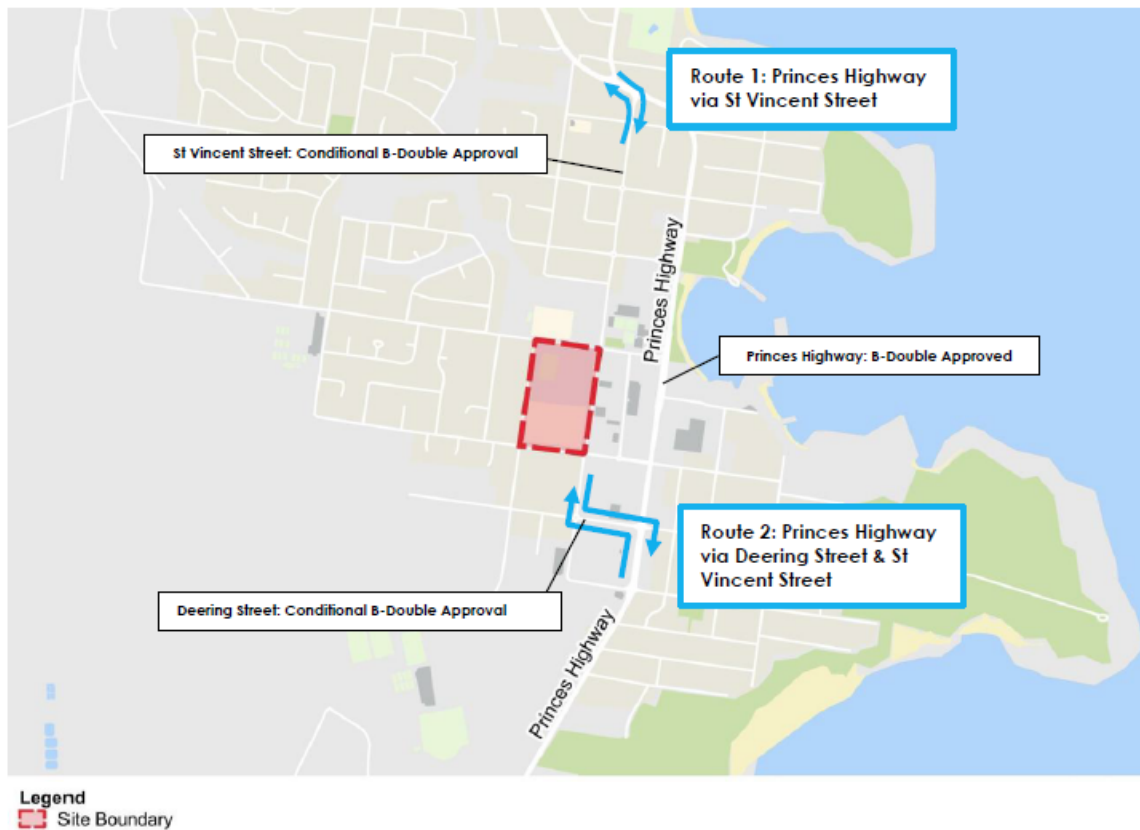 Route 1: Princes Highway
via St Vincent Street
St Vincent Street: Conditional B-Double Approval
Princes Highway
Princes Highway: B-Double Approved
Route 2: Princes Highway
via Deering Street & St
Vincent Street
Deering Street: Conditional B-Double Approval
Princes Highway
Legend
Site Boundary